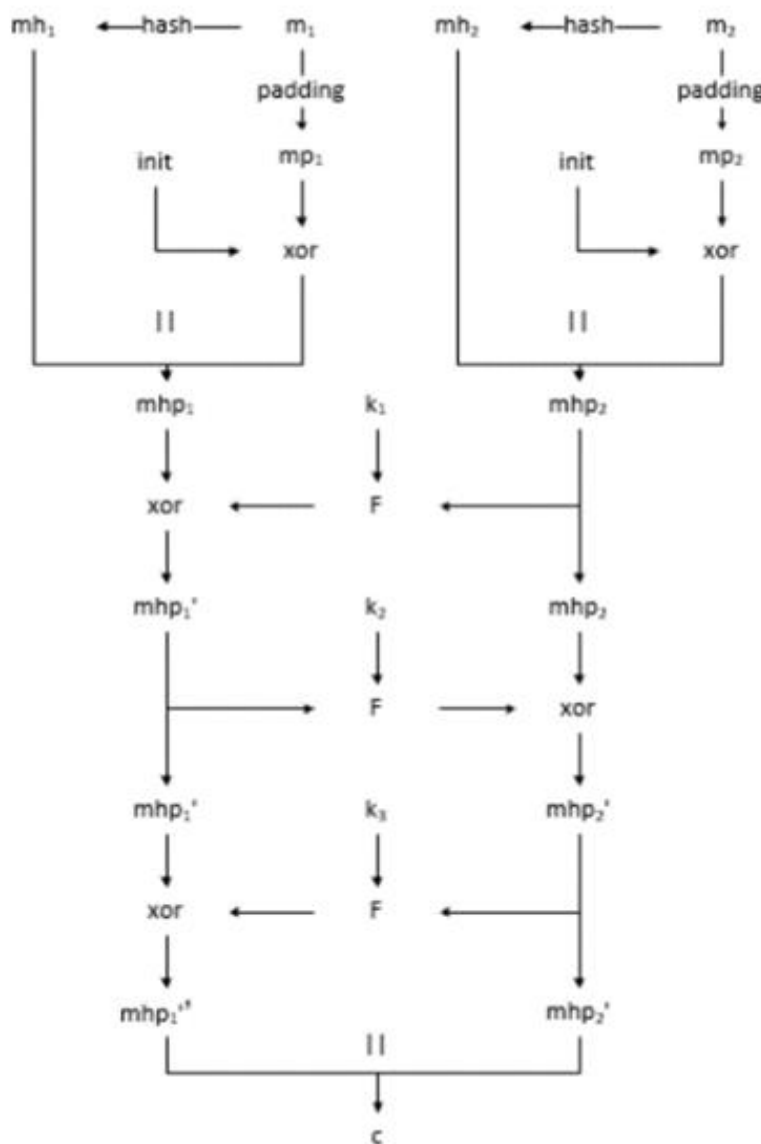 mh₁ hash m₁ mh₂ hash m₂
padding padding
init mp₁ init mp₂
xor xor
|| ||
mhp₁ k₁ mhp₂
xor F
mhp₁' k₂ mhp₂
F xor
mhp₁' k₃ mhp₂'
xor F
mhp₁'' mhp₂'
||
c